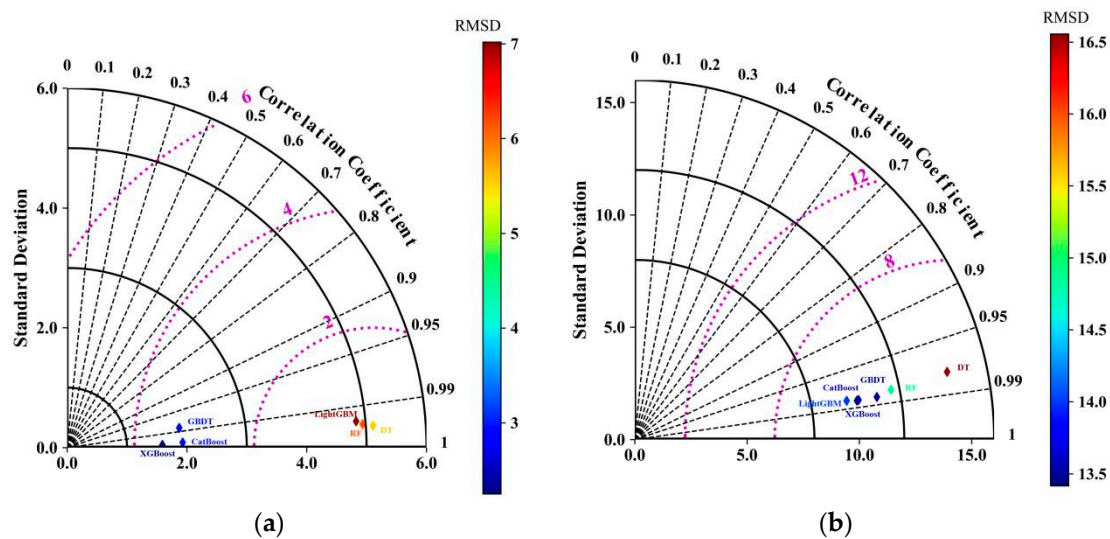 RMSD
7
6
5
4
3
0
0.1
0.2
0.3
0.4
0.5
0.6
0.7
0.8
0.9
0.95
0.99
1
Correlation Coefficient
Standard Deviation
6.0
4.0
2.0
0.0
0.0
2.0
4.0
6.0
6
4
2
GBDT
CatBoost
XGBoost
LightGBM
RF
DT
(a)
RMSD
16.5
16.0
15.5
15.0
14.5
14.0
13.5
0
0.1
0.2
0.3
0.4
0.5
0.6
0.7
0.8
0.9
0.95
0.99
1
Correlation Coefficient
Standard Deviation
15.0
10.0
5.0
0.0
0.0
5.0
10.0
15.0
12
8
DT
GBDT
RF
CatBoost
LightGBM
XGBoost
(b)